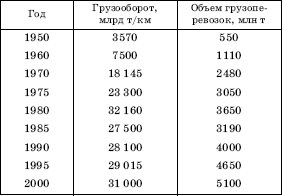 Год Грузооборот, млрд т/км Объем грузопе-ревозок, млн т
1950 3570 550
1960 7500 1110
1970 18 145 2480
1975 23 300 3050
1980 32 160 3650
1985 27 500 3190
1990 28 100 4000
1995 29 015 4650
2000 31 000 5100